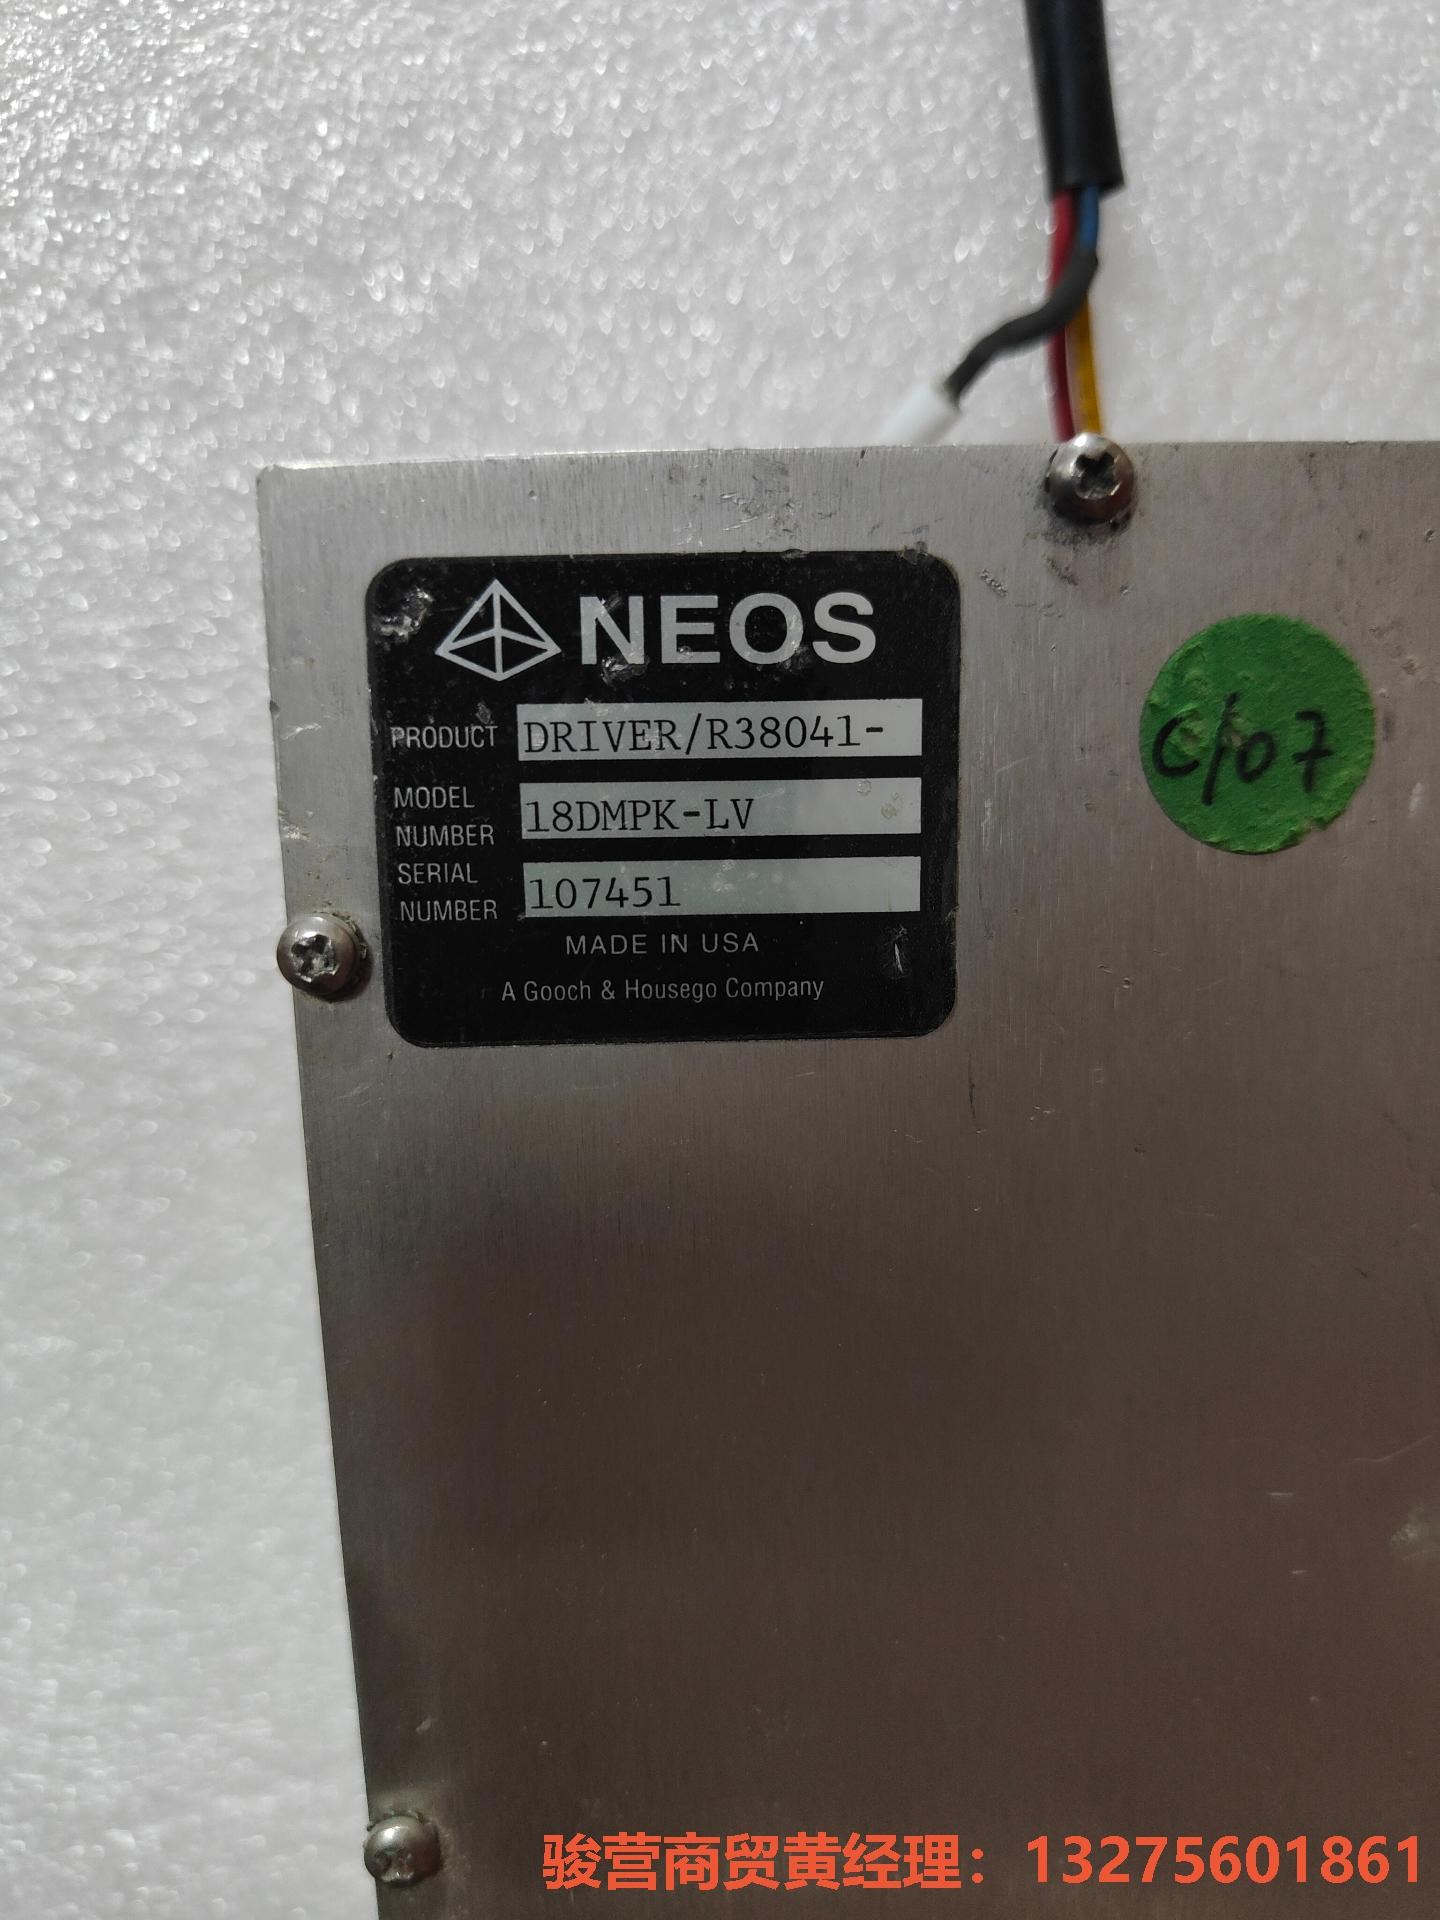 NEOS
PRODUCT DRIVER/R38041-
MODEL NUMBER 18DMPK-LV
SERIAL NUMBER 107451
MADE IN USA
A Gooch & Housego Company
C/07
骏营商贸黄经理：13275601861